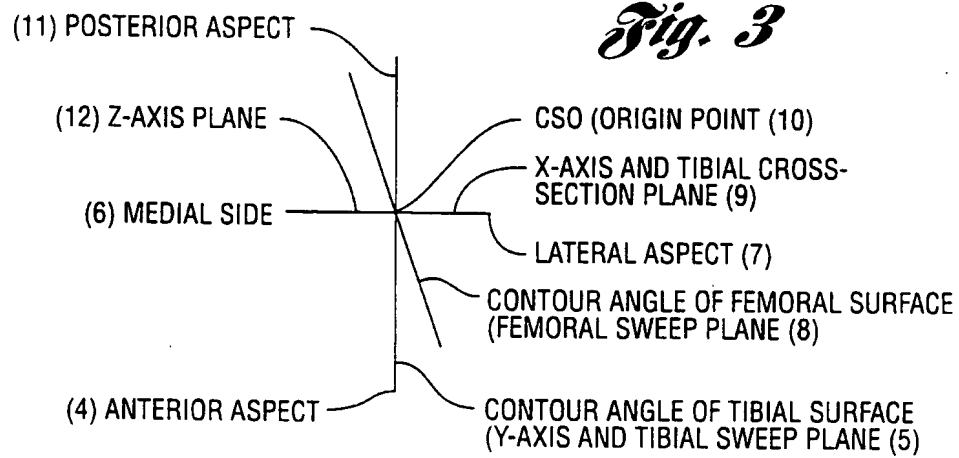 Fig. 3
(11) POSTERIOR ASPECT
(12) Z-AXIS PLANE
CSO (ORIGIN POINT (10)
X-AXIS AND TIBIAL CROSS-
SECTION PLANE (9)
(6) MEDIAL SIDE
LATERAL ASPECT (7)
CONTOUR ANGLE OF FEMORAL SURFACE
(FEMORAL SWEEP PLANE (8)
(4) ANTERIOR ASPECT
CONTOUR ANGLE OF TIBIAL SURFACE
(Y-AXIS AND TIBIAL SWEEP PLANE (5)